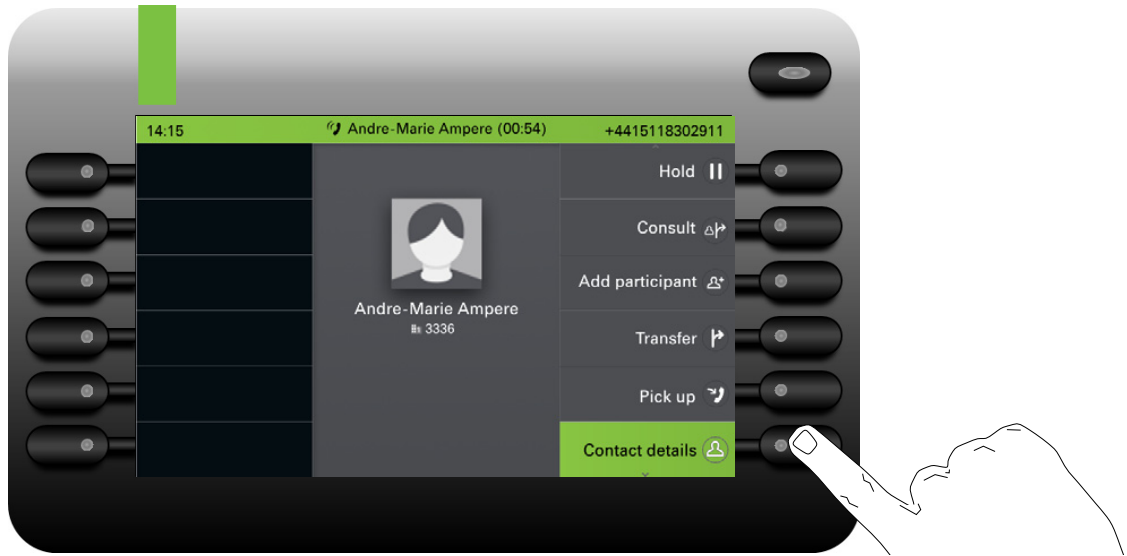 14:15 Andre-Marie Ampere (00:54) +4415118302911
Hold
Consult
Add participant
Andre-Marie Ampere
3336
Transfer
Pick up
Contact details